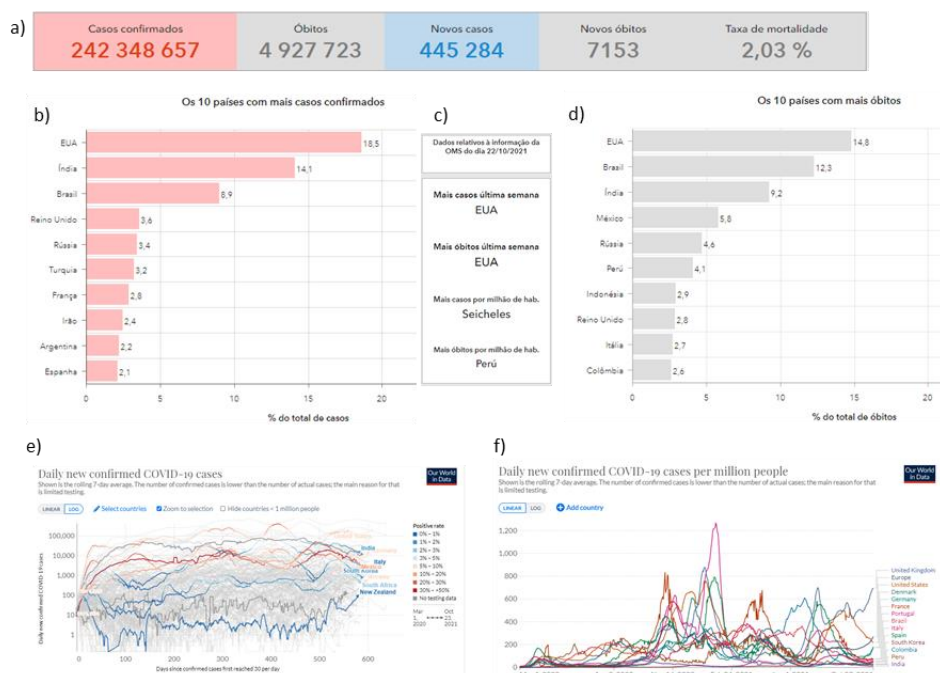 a)
Casos confirmados
242 348 657
Óbitos
4 927 723
Novos casos
445 284
Novos óbitos
7153
Taxa de mortalidade
2,03 %
b)
Os 10 países com mais casos confirmados
EUA 18,5
Índia 14,1
Brasil 8,9
Reino Unido 3,6
Rússia 3,4
Turquia 3,2
França 2,8
Irão 2,4
Argentina 2,2
Espanha 2,1
0 5 10 15 20
% do total de casos
c)
Dados relativos à informação da
OMS do dia 22/10/2021
Mais casos última semana
EUA
Mais óbitos última semana
EUA
Mais casos por milhão de hab.
Seicheles
Mais óbitos por milhão de hab.
Perú
d)
Os 10 países com mais óbitos
EUA 14,8
Brasil 12,3
Índia 9,2
México 5,8
Rússia 4,6
Perú 4,1
Indonésia 2,9
Reino Unido 2,8
Itália 2,7
Colômbia 2,6
0 5 10 15 20
% do total de óbitos
e)
Daily new confirmed COVID-19 cases
Shown is the rolling 7-day average. The number of confirmed cases is lower than the number of actual cases; the main reason for that
is limited testing.
Our World
in Data
LINEAR LOG Select countries Zoom to selection Hide countries < 1 million people
Daily new confirmed COVID-19 cases
100,000
10,000
1,000
100
10
1
0 100 200 300 400 500 600
Days since confirmed cases first reached 30 per day
India
Italy
South Korea
South Africa
New Zealand
Positive rate
0% – 1%
1% – 2%
2% – 3%
3% – 5%
5% – 10%
10% – 20%
20% – 30%
30% – <50%
No testing data
Mar
1,
2020
Oct
23,
2021
f)
Daily new confirmed COVID-19 cases per million people
Shown is the rolling 7-day average. The number of confirmed cases is lower than the number of actual cases; the main reason for that
is limited testing.
Our World
in Data
LINEAR LOG Add country
1,200
1,000
800
600
400
200
0
United Kingdom
Europe
United States
Denmark
Germany
France
Portugal
Brazil
Italy
Spain
South Korea
Colombia
Peru
India